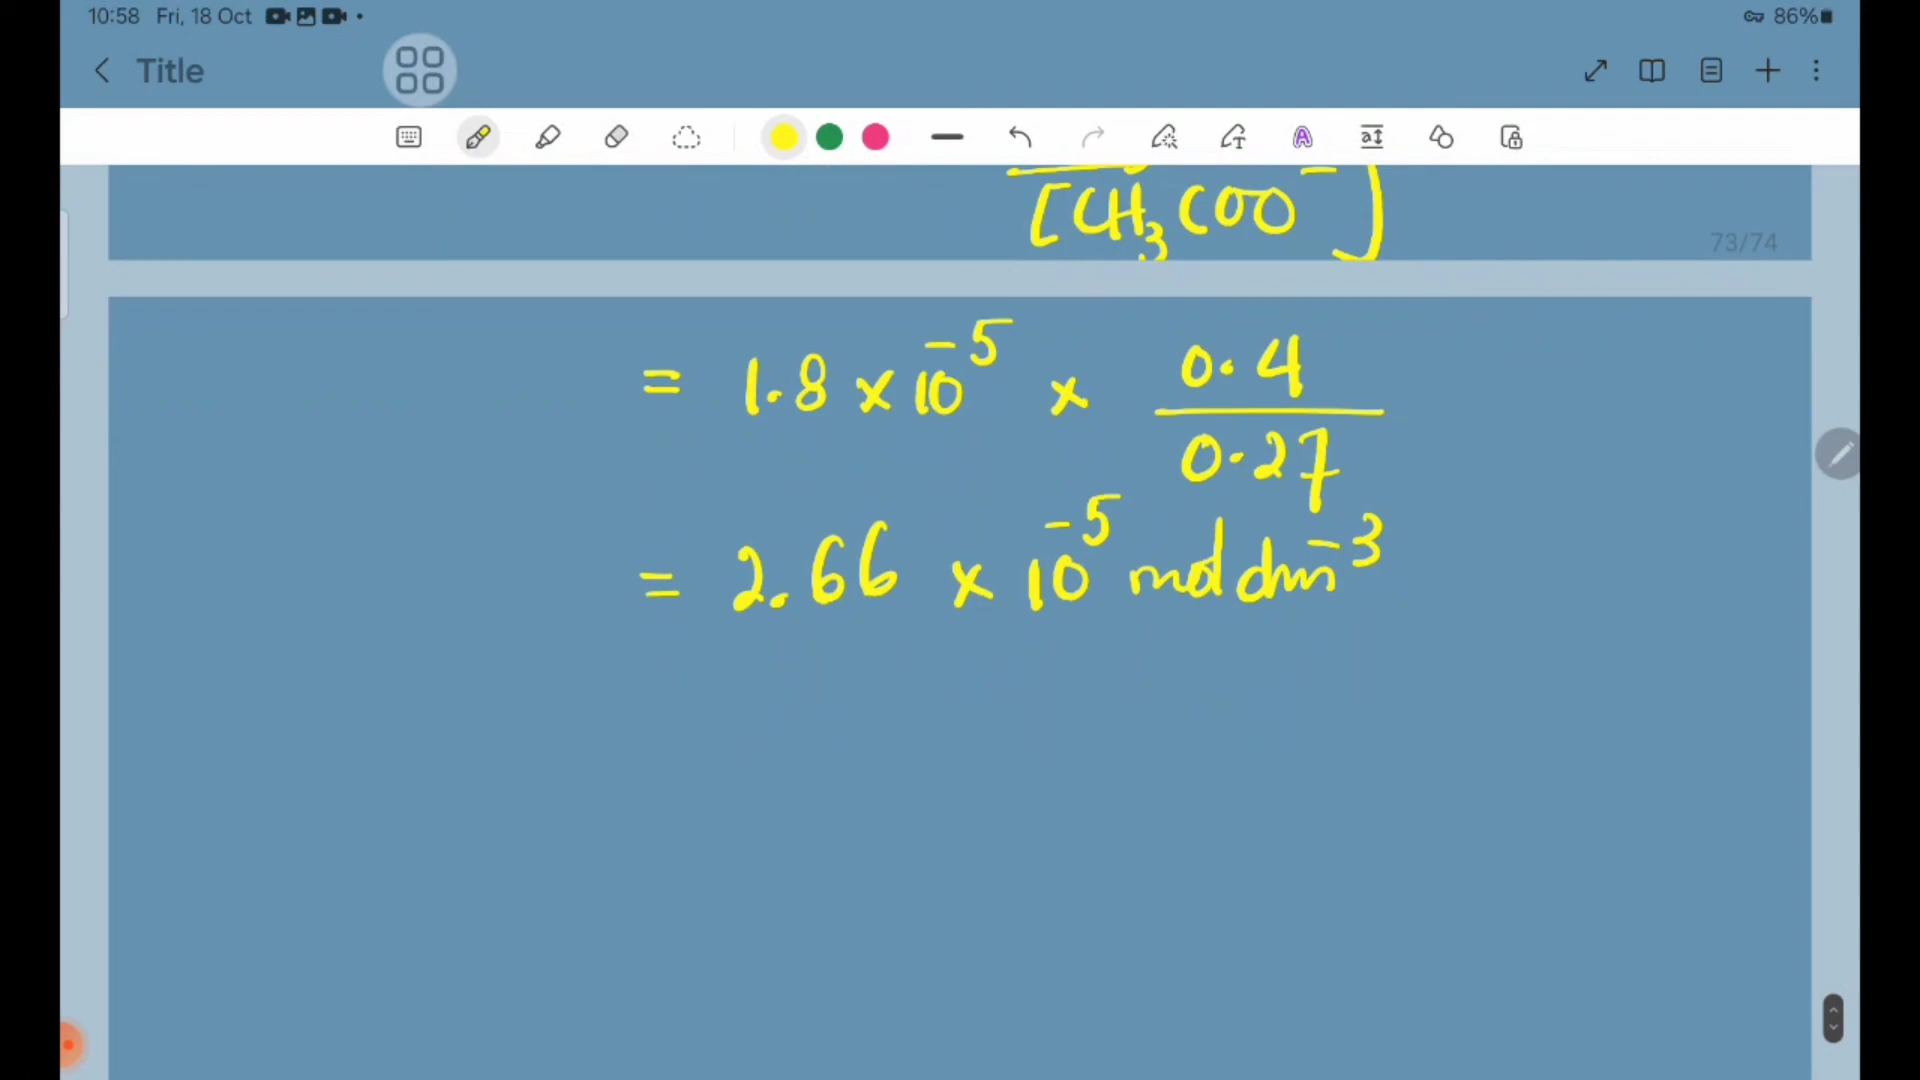 10:58 Fri, 18 Oct 86%
Title
[CH₃COO⁻]
73/74
= 1.8 × 10⁻⁵ × 0.4/0.27
= 2.66 × 10⁻⁵ mol dm⁻³